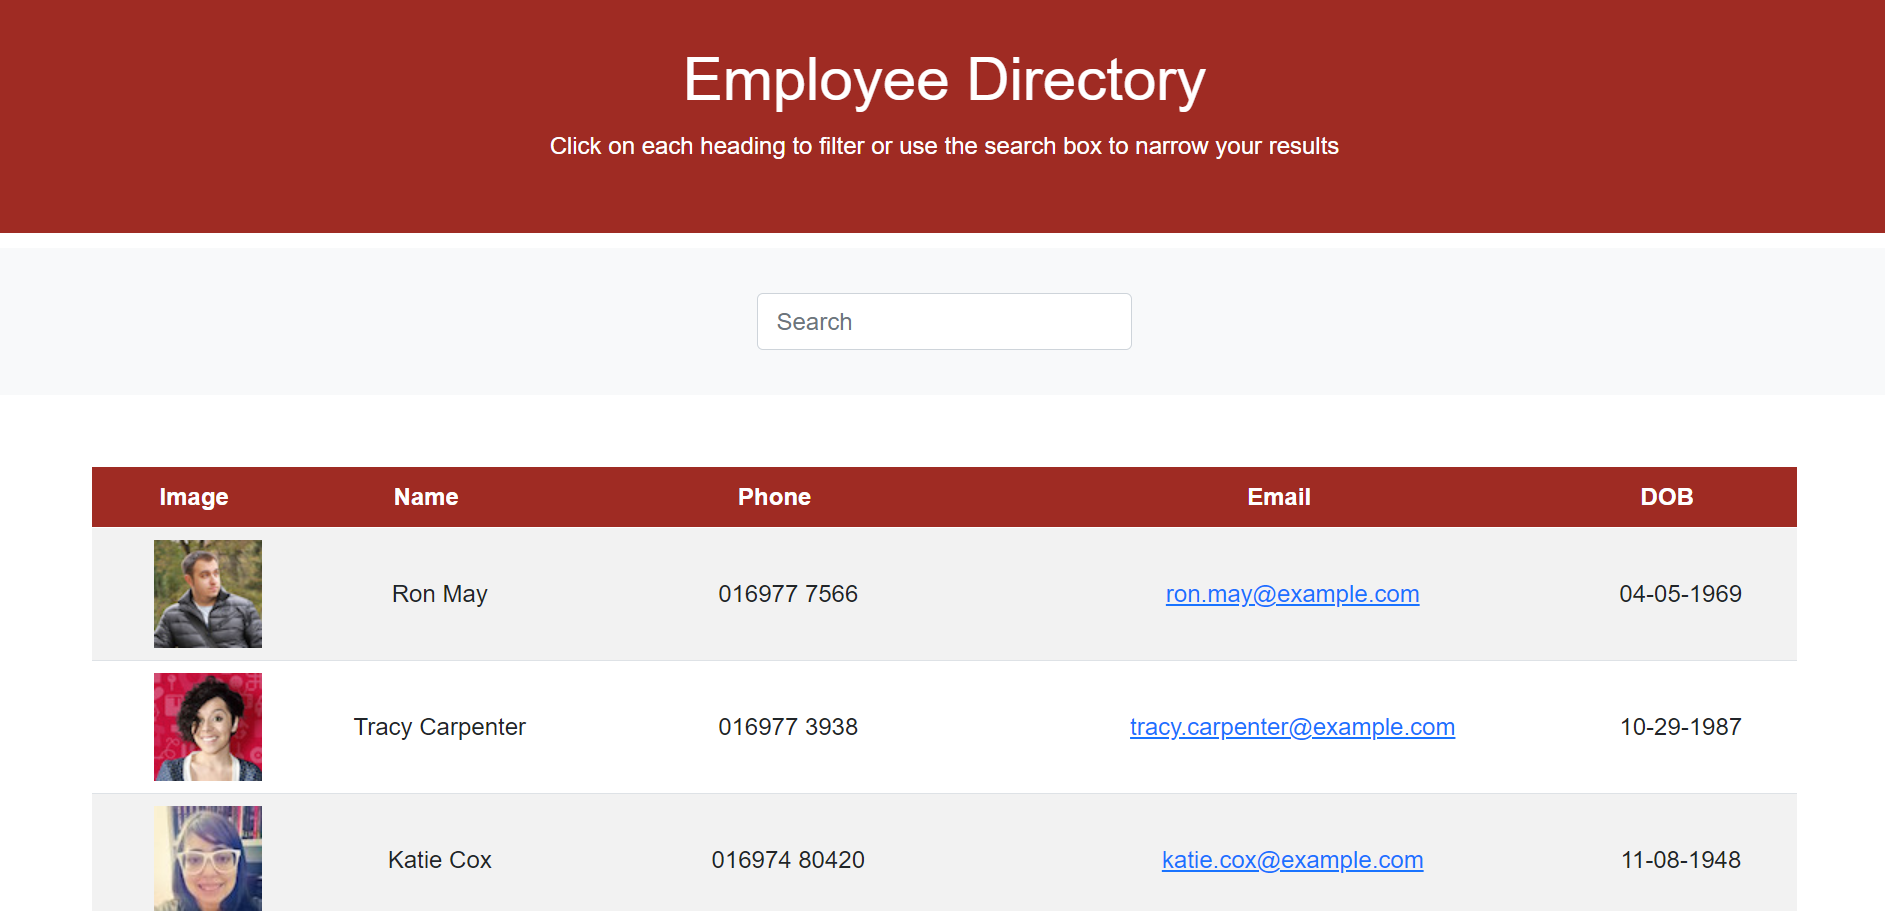 Employee Directory
Click on each heading to filter or use the search box to narrow your results
Search
Image Name Phone Email DOB
Ron May 016977 7566 ron.may@example.com 04-05-1969
Tracy Carpenter 016977 3938 tracy.carpenter@example.com 10-29-1987
Katie Cox 016974 80420 katie.cox@example.com 11-08-1948